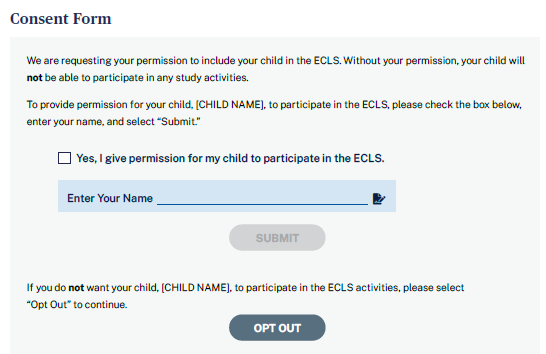 Consent Form
We are requesting your permission to include your child in the ECLS. Without your permission, your child will
not be able to participate in any study activities.
To provide permission for your child, [CHILD NAME], to participate in the ECLS, please check the box below,
enter your name, and select “Submit.”
Yes, I give permission for my child to participate in the ECLS.
Enter Your Name
SUBMIT
If you do not want your child, [CHILD NAME], to participate in the ECLS activities, please select
“Opt Out” to continue.
OPT OUT